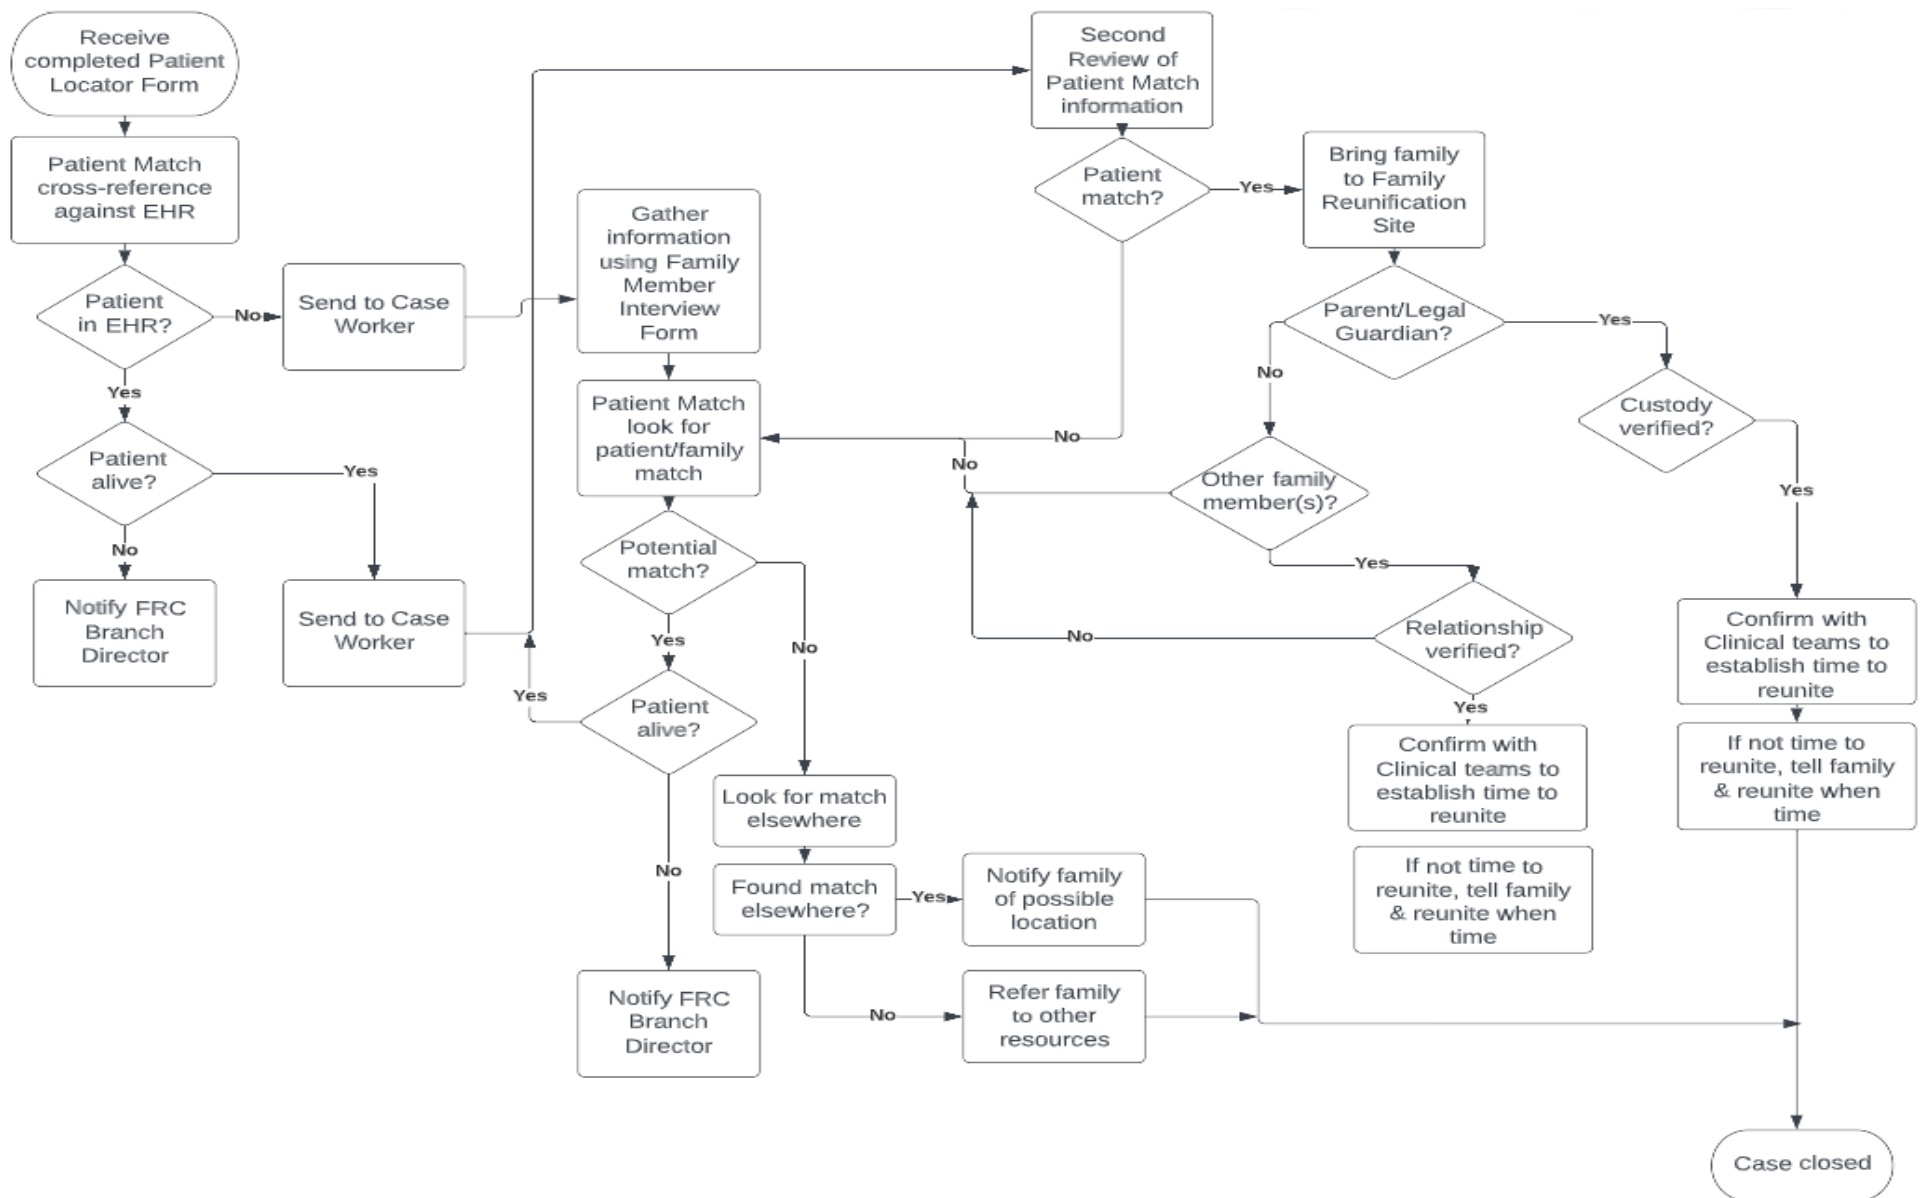 Receive
completed Patient
Locator Form
Patient Match
cross-reference
against EHR
Patient
in EHR?
No
Send to Case
Worker
Yes
Patient
alive?
Yes
No
Notify FRC
Branch
Director
Send to Case
Worker
Gather
information
using Family
Member
Interview
Form
Patient Match
look for
patient/family
match
Potential
match?
Yes
No
Patient
alive?
Yes
No
Notify FRC
Branch
Director
Look for match
elsewhere
Found match
elsewhere?
Yes
Notify family
of possible
location
No
Refer family
to other
resources
Second
Review of
Patient Match
information
Patient
match?
Yes
No
Bring family
to Family
Reunification
Site
Parent/Legal
Guardian?
Yes
No
Other family
member(s)?
No
Yes
Relationship
verified?
No
Yes
Confirm with
Clinical teams to
establish time to
reunite
If not time to
reunite, tell family
& reunite when
time
Custody
verified?
Yes
Confirm with
Clinical teams to
establish time to
reunite
If not time to
reunite, tell family
& reunite when
time
Case closed